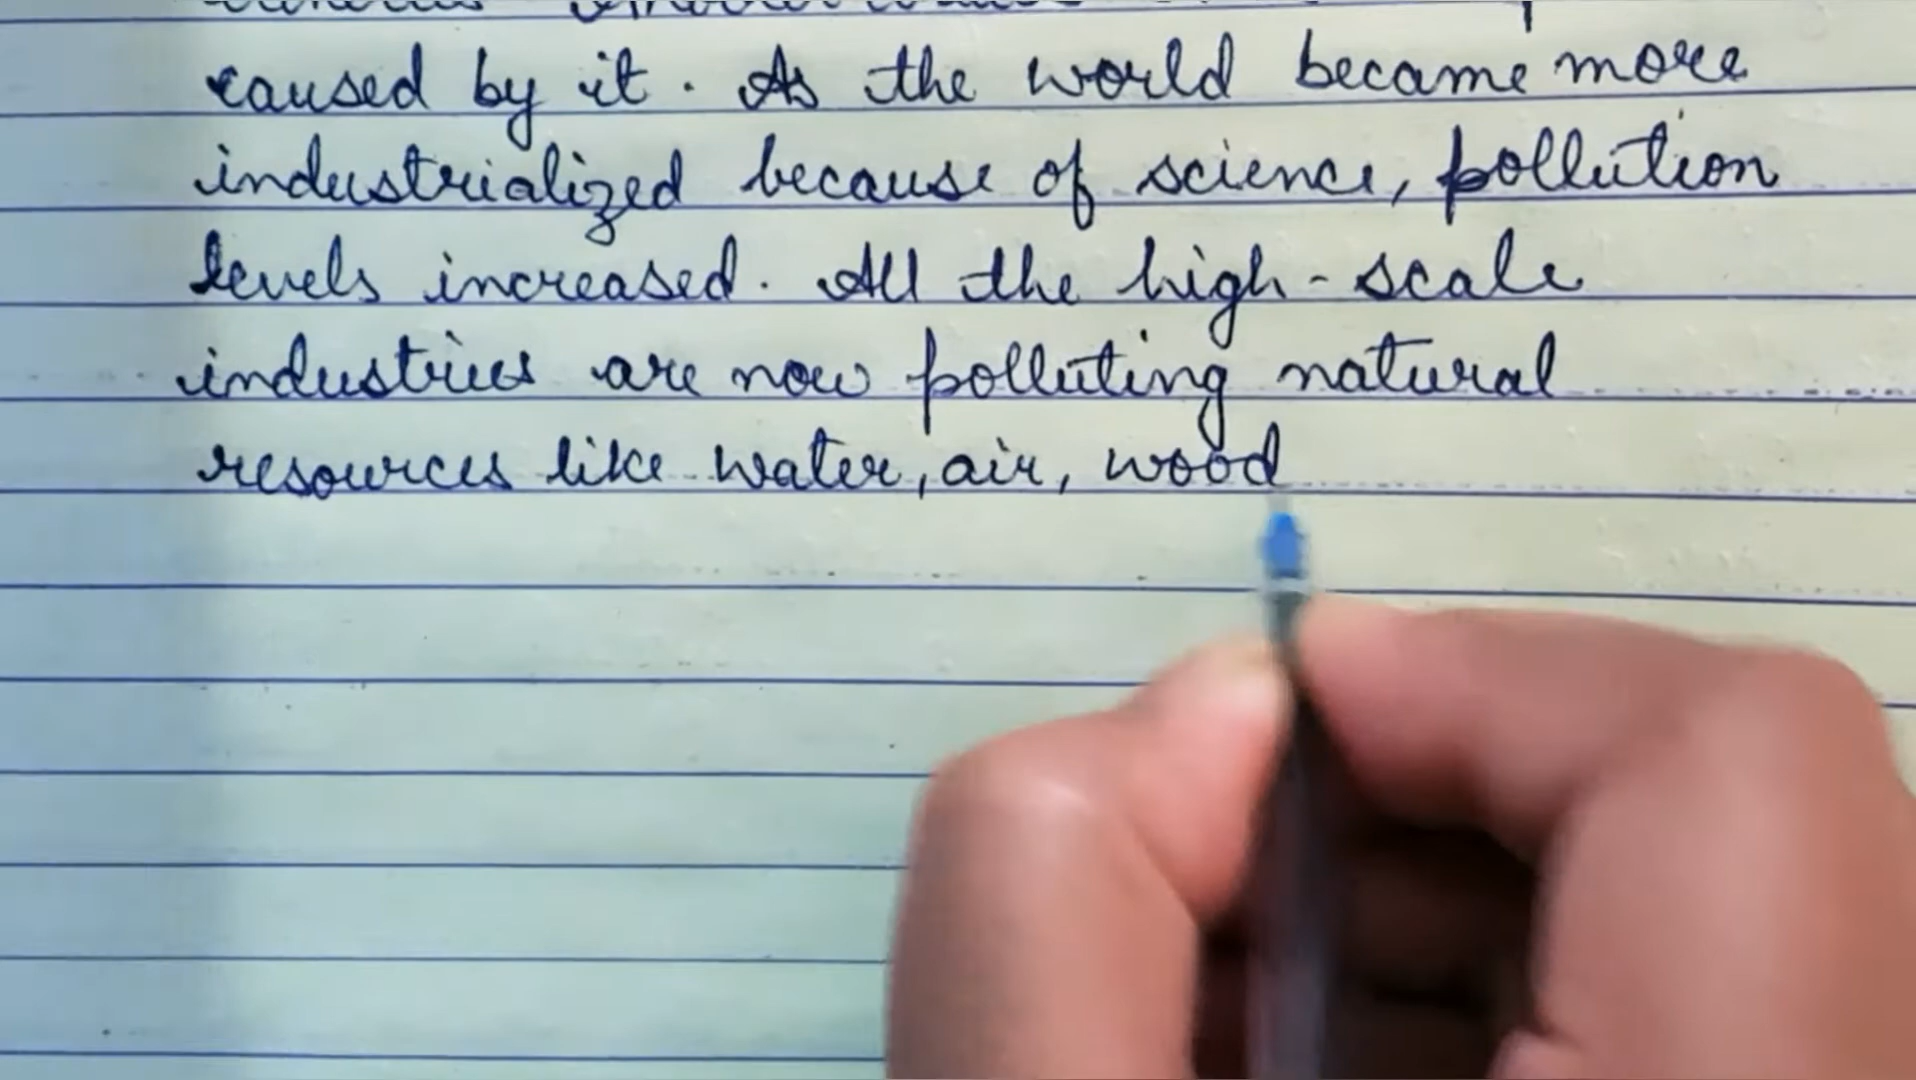 caused by it. As the world became more
industrialized because of science, pollution
levels increased. All the high-scale
industries are now polluting natural
resources like water, air, wood